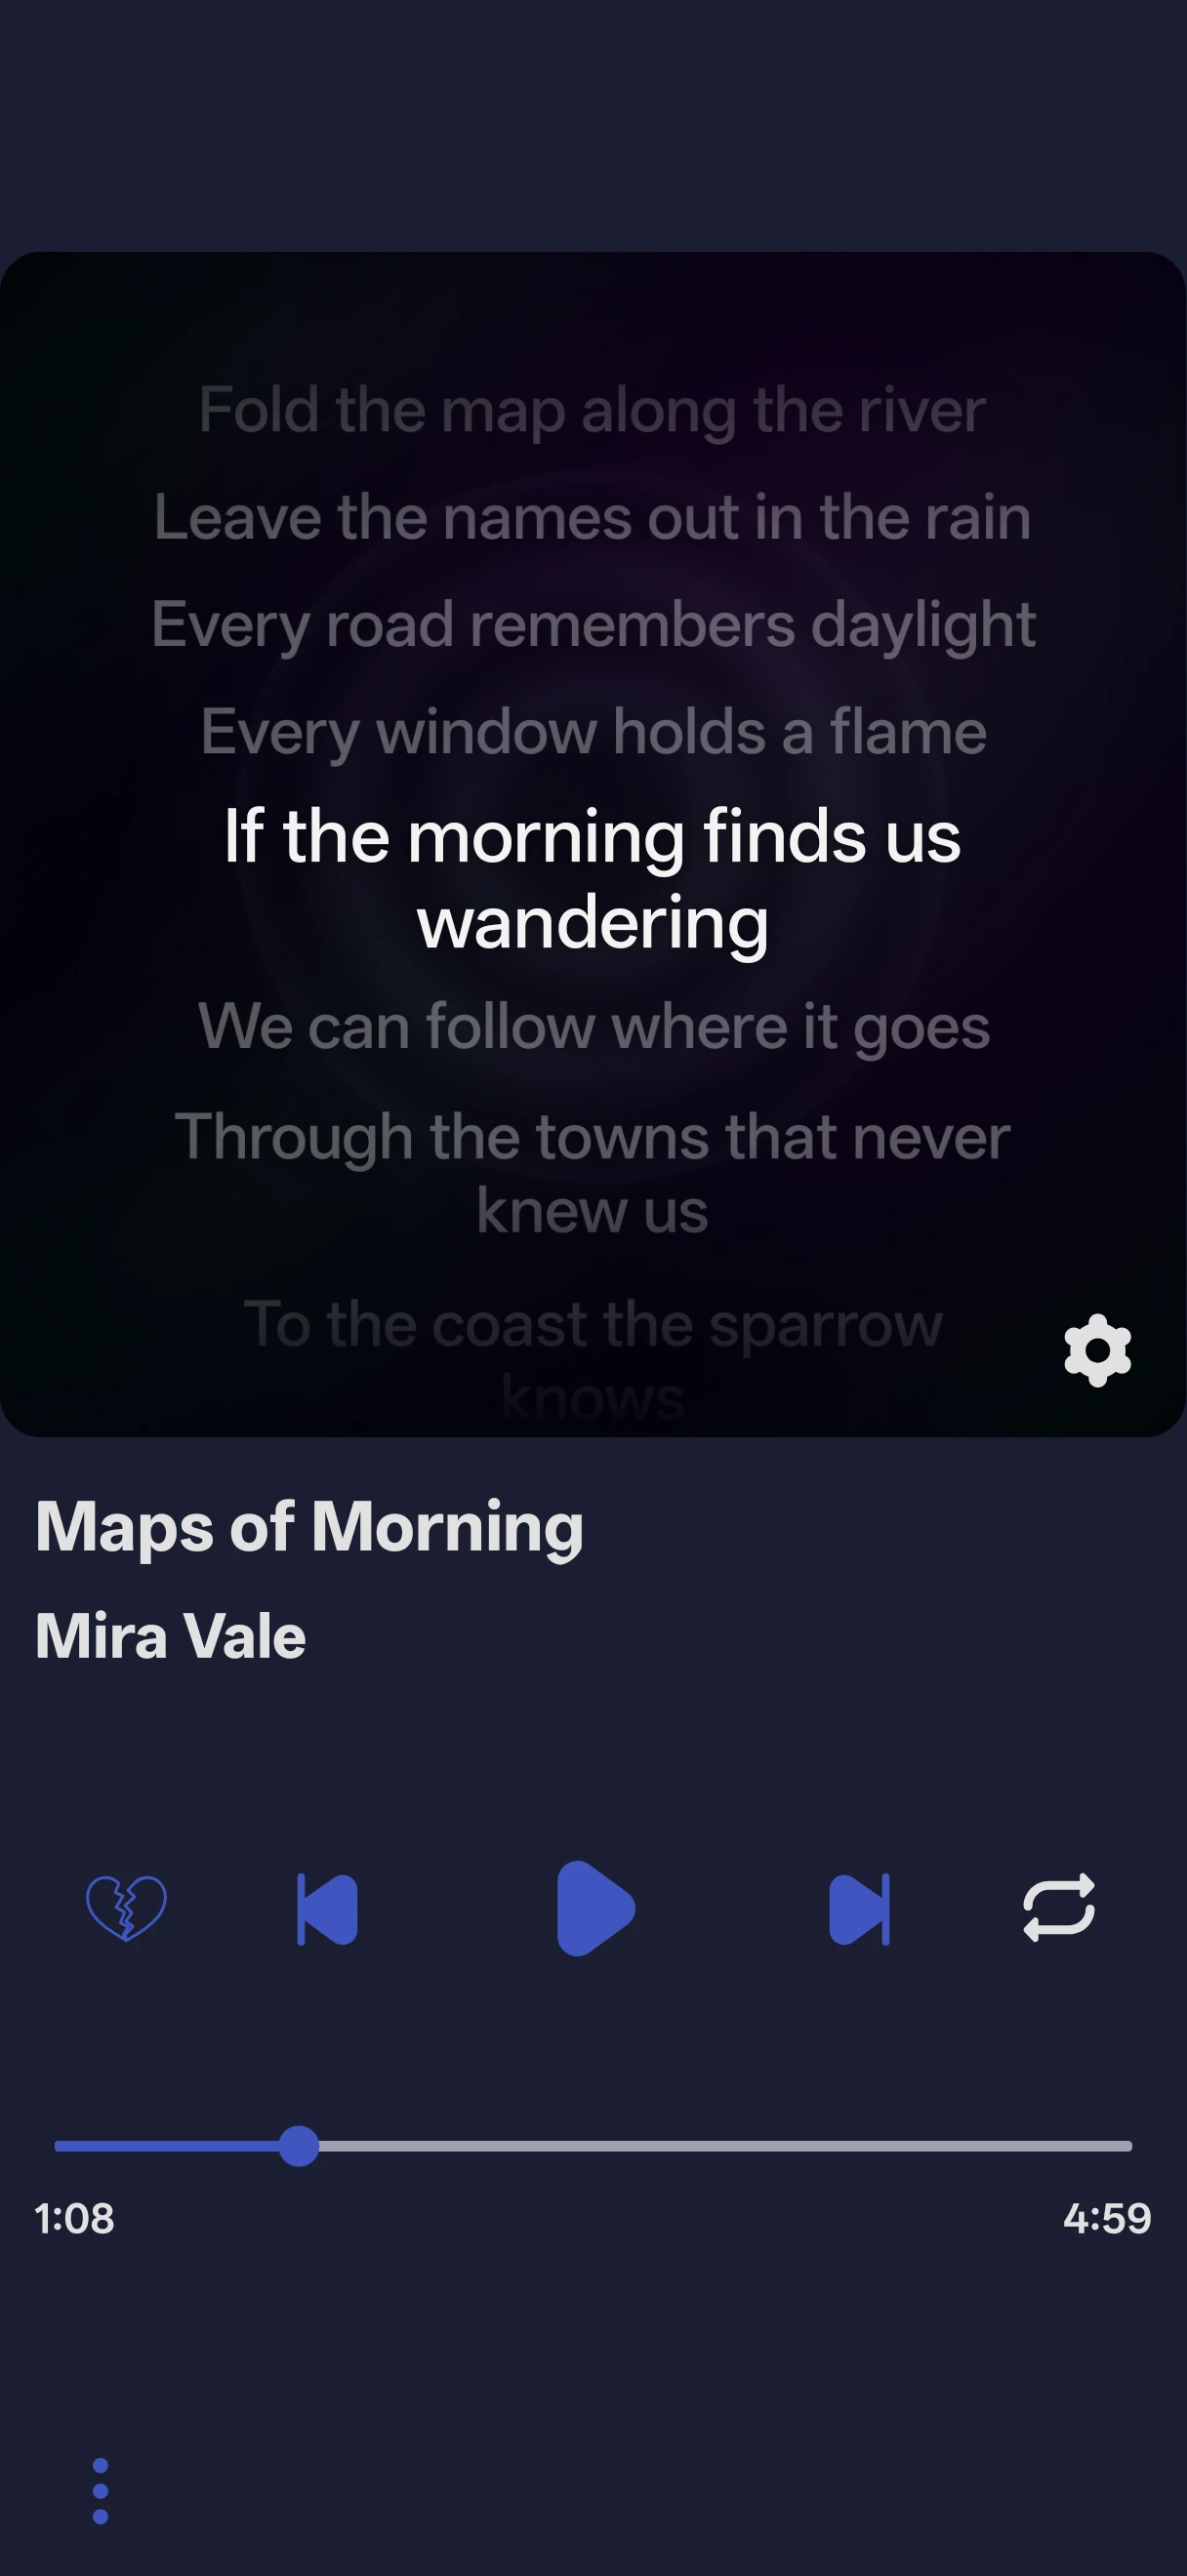 Fold the map along the river
Leave the names out in the rain
Every road remembers daylight
Every window holds a flame
If the morning finds us
wandering
We can follow where it goes
Through the towns that never
knew us
To the coast the sparrow
knows
Maps of Morning
Mira Vale
1:08
4:59